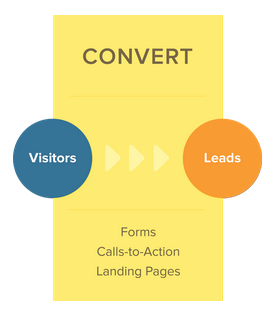 CONVERT
Visitors
Leads
Forms
Calls-to-Action
Landing Pages